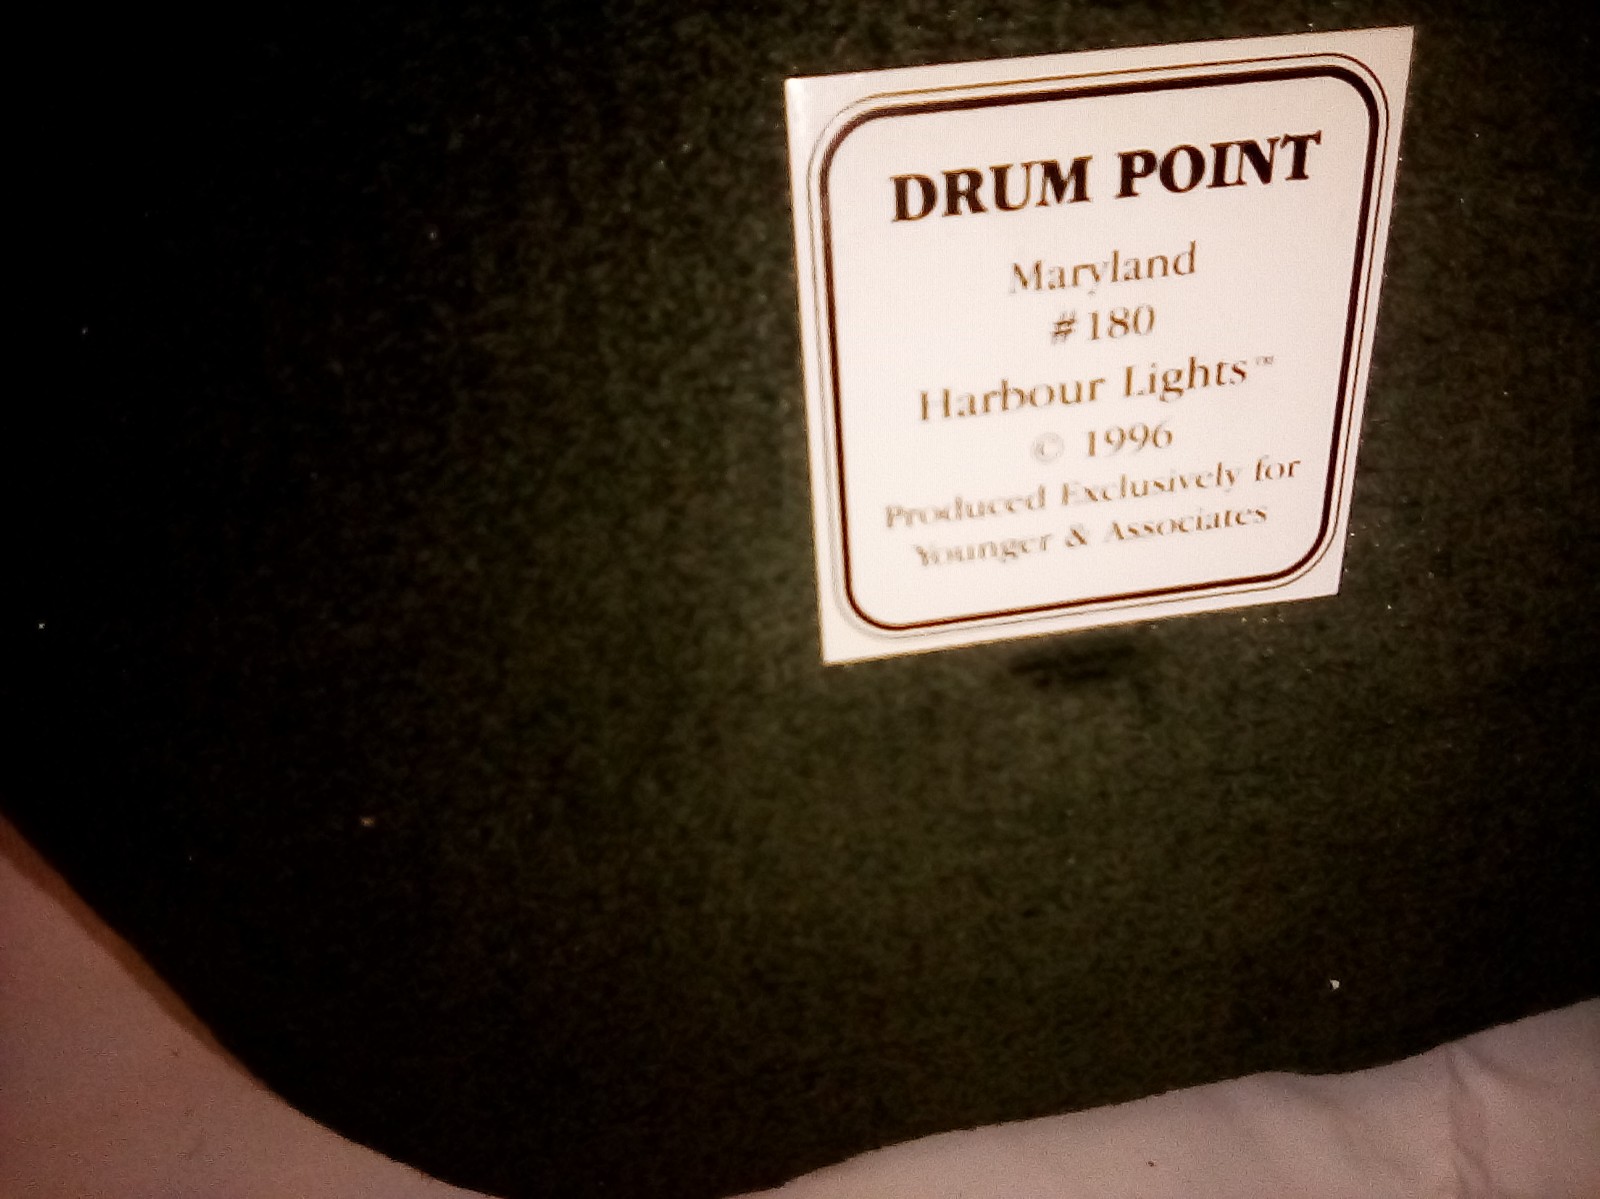 DRUM POINT
Maryland
#180
Harbour Lights™
© 1996
Produced Exclusively for
Younger & Associates